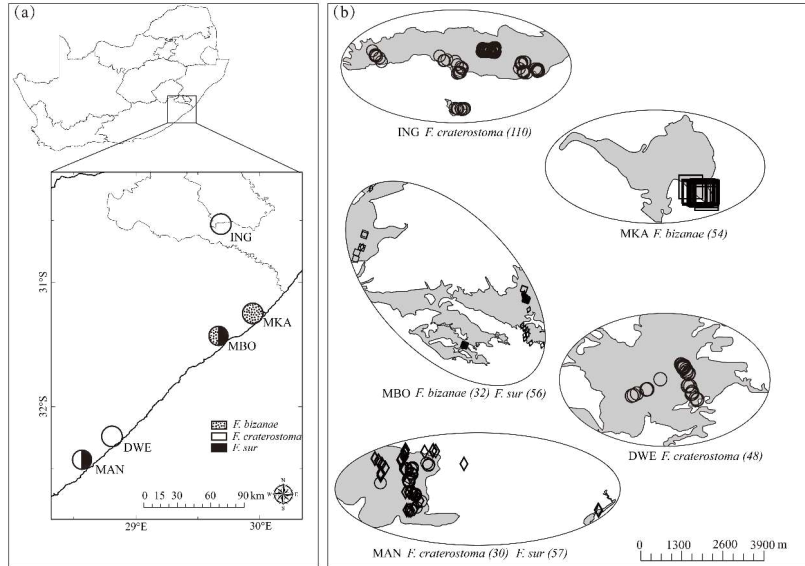 (a)
ING
31°S
MKA
MBO
32°S
F. bizanae
F. craterostoma
F. sur
DWE
MAN
0 15 30 60 90 km
N
W E
S
29°E 30°E
(b)
ING F. craterostoma (110)
MKA F. bizanae (54)
MBO F. bizanae (32) F. sur (56)
DWE F. craterostoma (48)
MAN F. craterostoma (30) F. sur (57)
0 1300 2600 3900 m